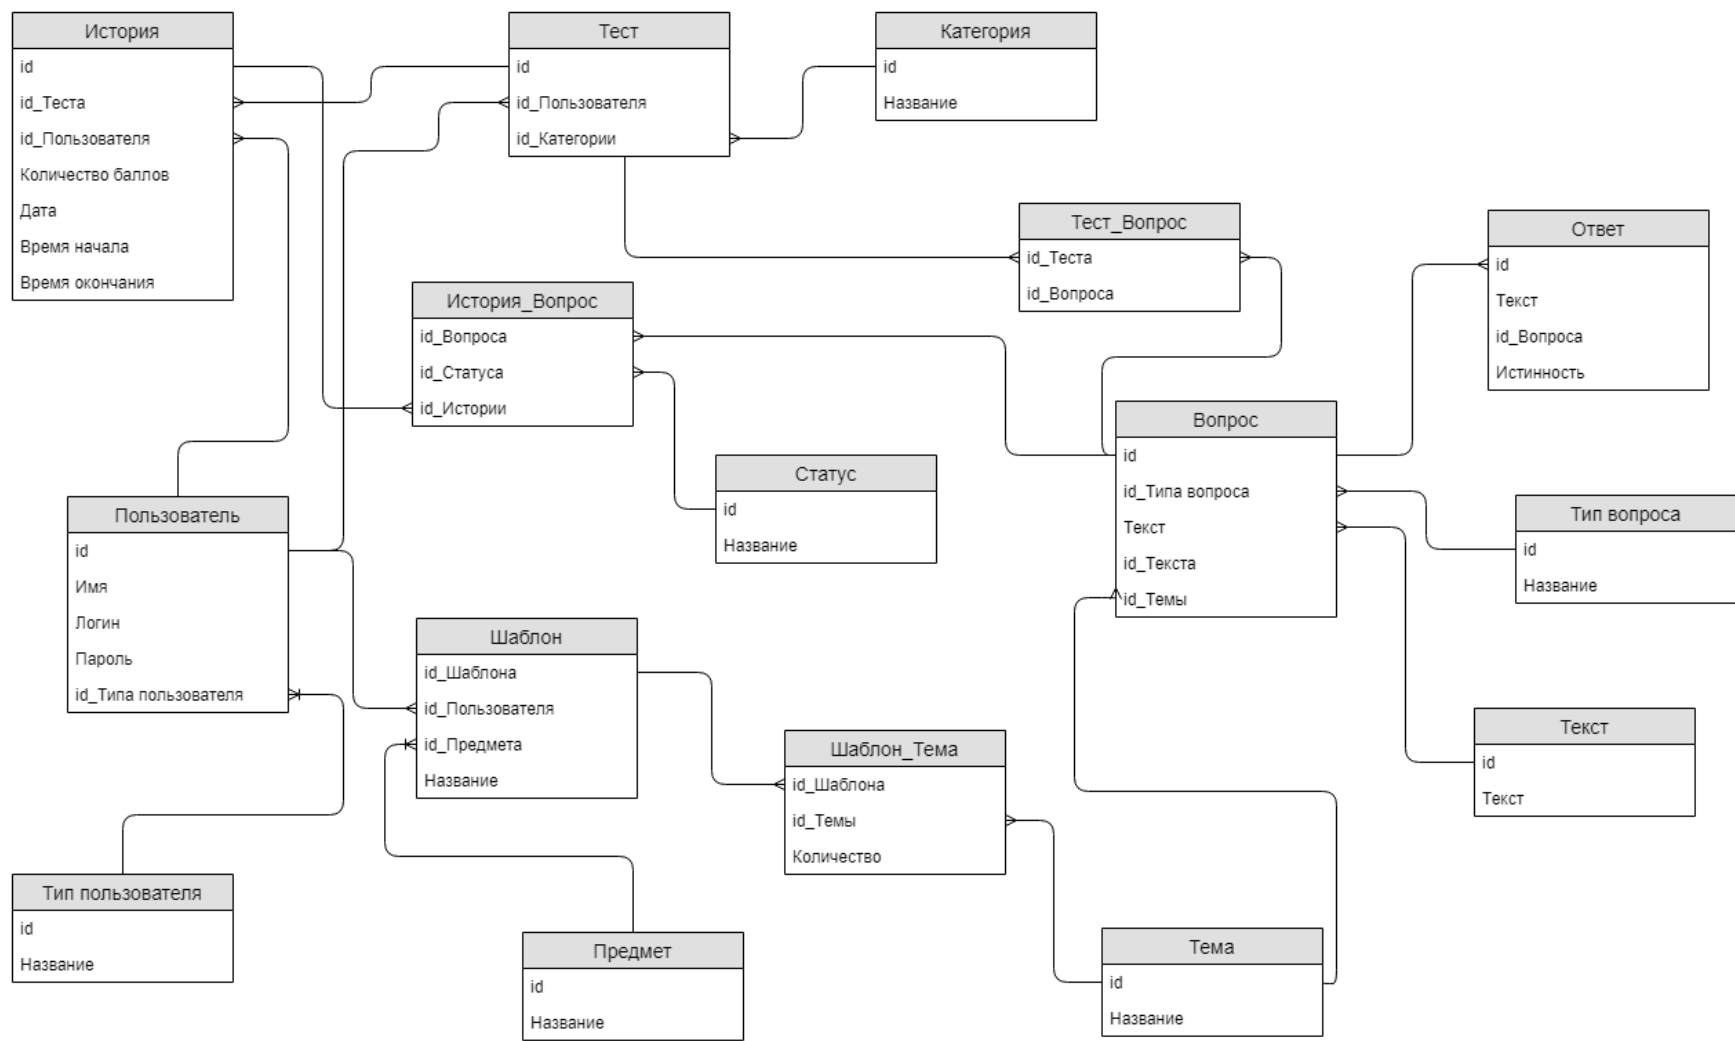 История
id
id_Теста
id_Пользователя
Количество баллов
Дата
Время начала
Время окончания
Тест
id
id_Пользователя
id_Категории
Категория
id
Название
Тест_Вопрос
id_Теста
id_Вопроса
Ответ
id
Текст
id_Вопроса
Истинность
История_Вопрос
id_Вопроса
id_Статуса
id_Истории
Вопрос
id
id_Типа вопроса
Текст
id_Текста
id_Темы
Статус
id
Название
Тип вопроса
id
Название
Пользователь
id
Имя
Логин
Пароль
id_Типа пользователя
Шаблон
id_Шаблона
id_Пользователя
id_Предмета
Название
Шаблон_Тема
id_Шаблона
id_Темы
Количество
Текст
id
Текст
Тип пользователя
id
Название
Предмет
id
Название
Тема
id
Название